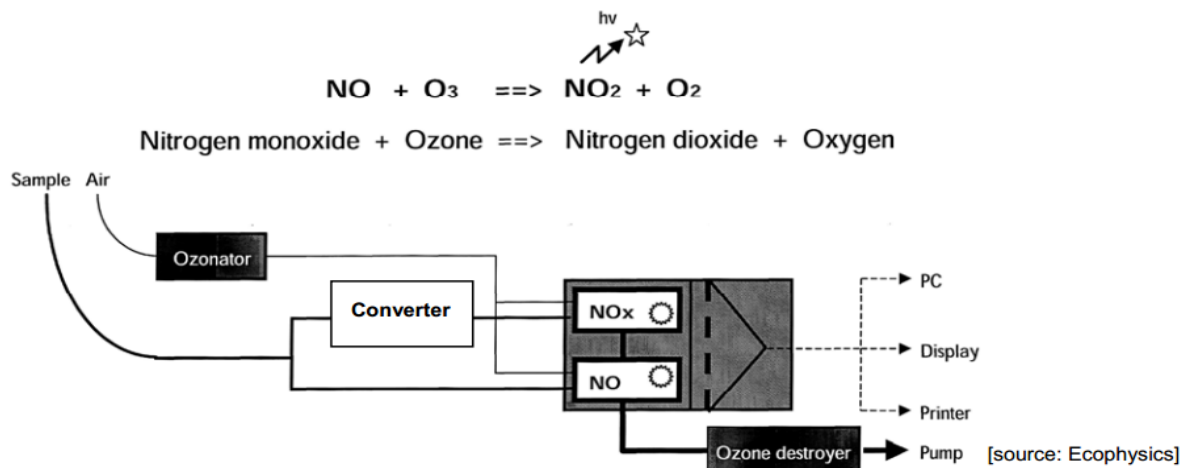 hv
NO + O₃ ==> NO₂ + O₂
Nitrogen monoxide + Ozone ==> Nitrogen dioxide + Oxygen
Sample Air
Ozonator
Converter
NOx
NO
PC
Display
Printer
Ozone destroyer
Pump
[source: Ecophysics]